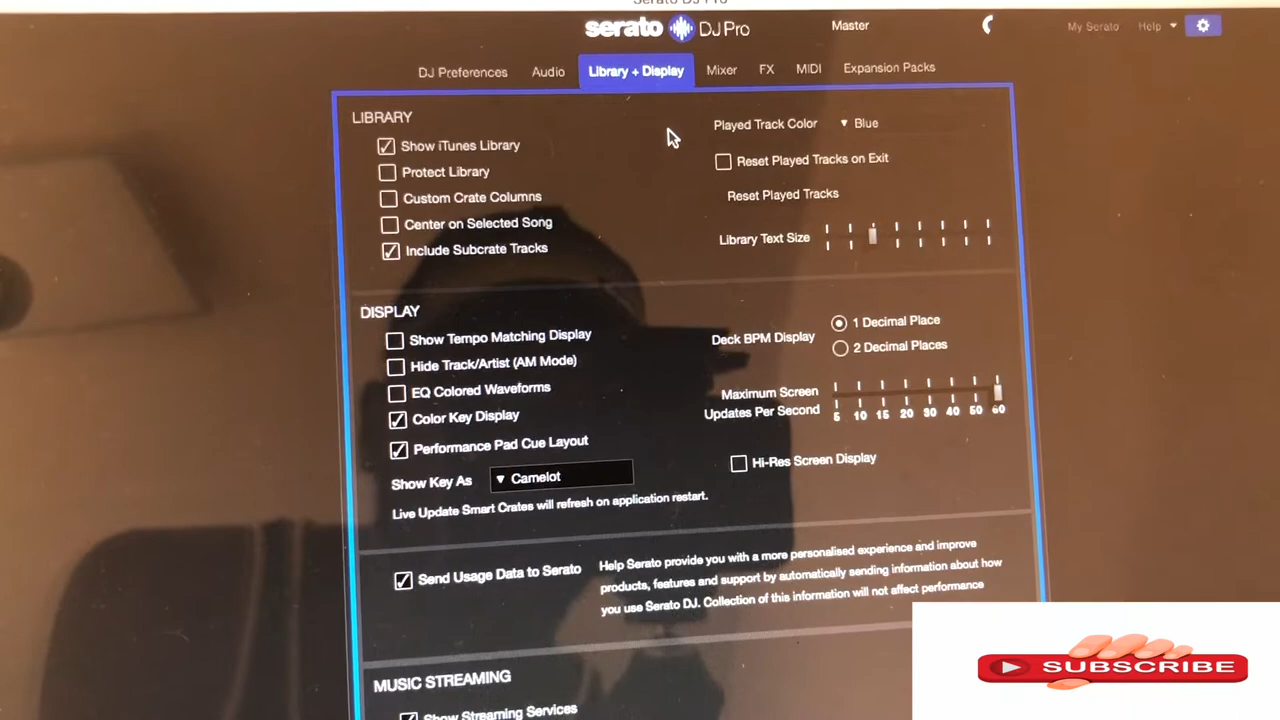 serato DJ Pro
Master
My Serato
Help
DJ Preferences
Audio
Library + Display
Mixer
FX
MIDI
Expansion Packs
LIBRARY
Show iTunes Library
Protect Library
Custom Crate Columns
Center on Selected Song
Include Subcrate Tracks
Played Track Color
Blue
Reset Played Tracks on Exit
Reset Played Tracks
Library Text Size
DISPLAY
Show Tempo Matching Display
Hide Track/Artist (AM Mode)
EQ Colored Waveforms
Color Key Display
Performance Pad Cue Layout
Show Key As
Camelot
Live Update Smart Crates will refresh on application restart.
Deck BPM Display
1 Decimal Place
2 Decimal Places
Maximum Screen
Updates Per Second
5 10 15 20 30 40 50 60
Hi-Res Screen Display
Send Usage Data to Serato
Help Serato provide you with a more personalised experience and improve
products, features and support by automatically sending information about how
you use Serato DJ. Collection of this information will not affect performance
MUSIC STREAMING
Show Streaming Services
SUBSCRIBE